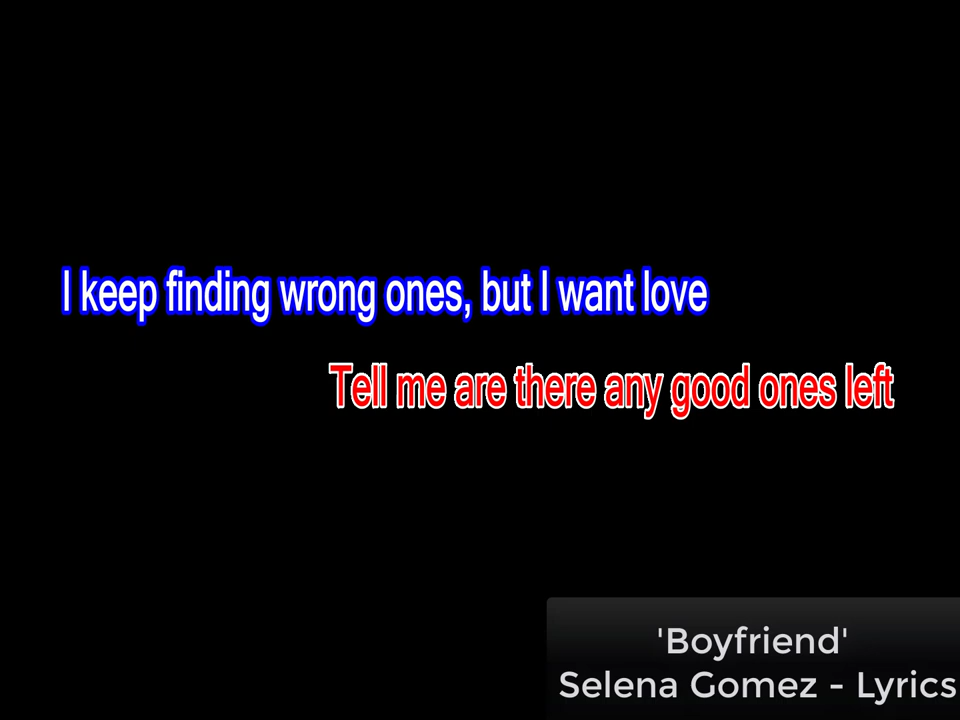 I keep finding wrong ones, but I want love
Tell me are there any good ones left
'Boyfriend'
Selena Gomez - Lyrics